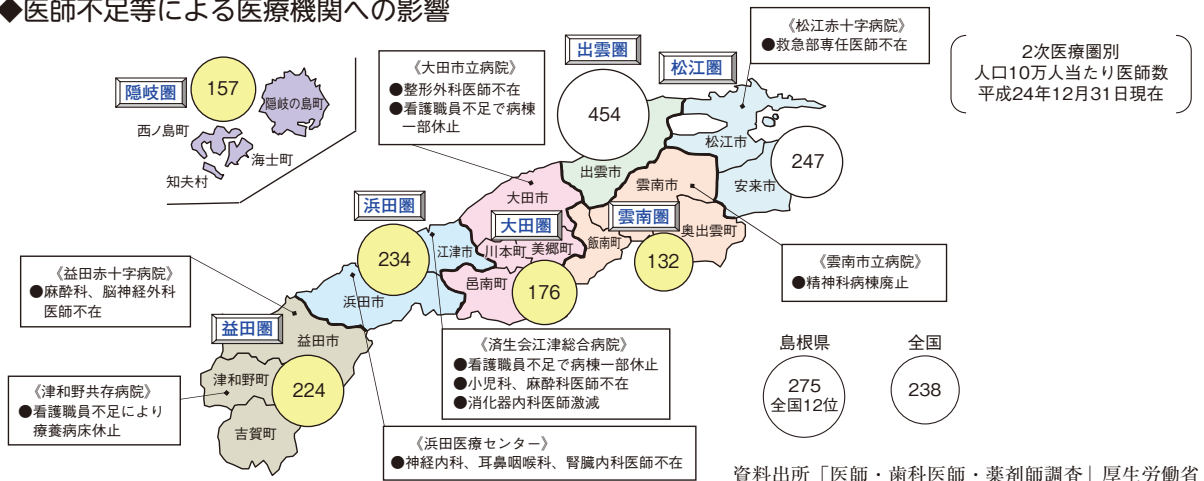 ◆医師不足等による医療機関への影響
《松江赤十字病院》
●救急部専任医師不在
2次医療圏別
人口10万人当たり医師数
平成24年12月31日現在
出雲圏
454
松江圏
247
《大田市立病院》
●整形外科医師不在
●看護職員不足で病棟
一部休止
隠岐圏
157
隠岐の島町
西ノ島町
海士町
知夫村
松江市
安来市
出雲市
雲南市
大田市
浜田圏
大田圏
雲南圏
江津市
川本町
美郷町
飯南町
奥出雲町
234
132
邑南町
176
浜田市
《雲南市立病院》
●精神科病棟廃止
《益田赤十字病院》
●麻酔科、脳神経外科
医師不在
益田圏
益田市
224
津和野町
吉賀町
《済生会江津総合病院》
●看護職員不足で病棟一部休止
●小児科、麻酔科医師不在
●消化器内科医師激減
島根県
275
全国12位
全国
238
《津和野共存病院》
●看護職員不足により
療養病床休止
《浜田医療センター》
●神経内科、耳鼻咽喉科、腎臓内科医師不在
資料出所「医師・歯科医師・薬剤師調査」厚生労働省